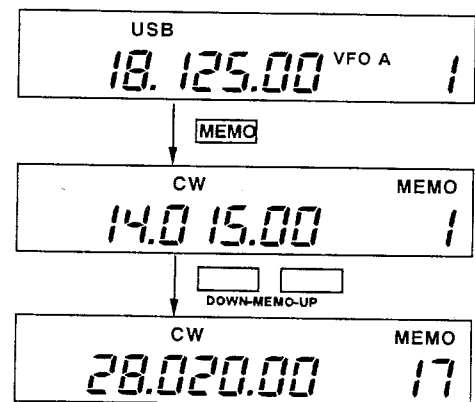 USB
18.125.00 VFO A 1
MEMO
CW MEMO
14.015.00 1
DOWN-MEMO-UP
CW MEMO
28.020.00 17